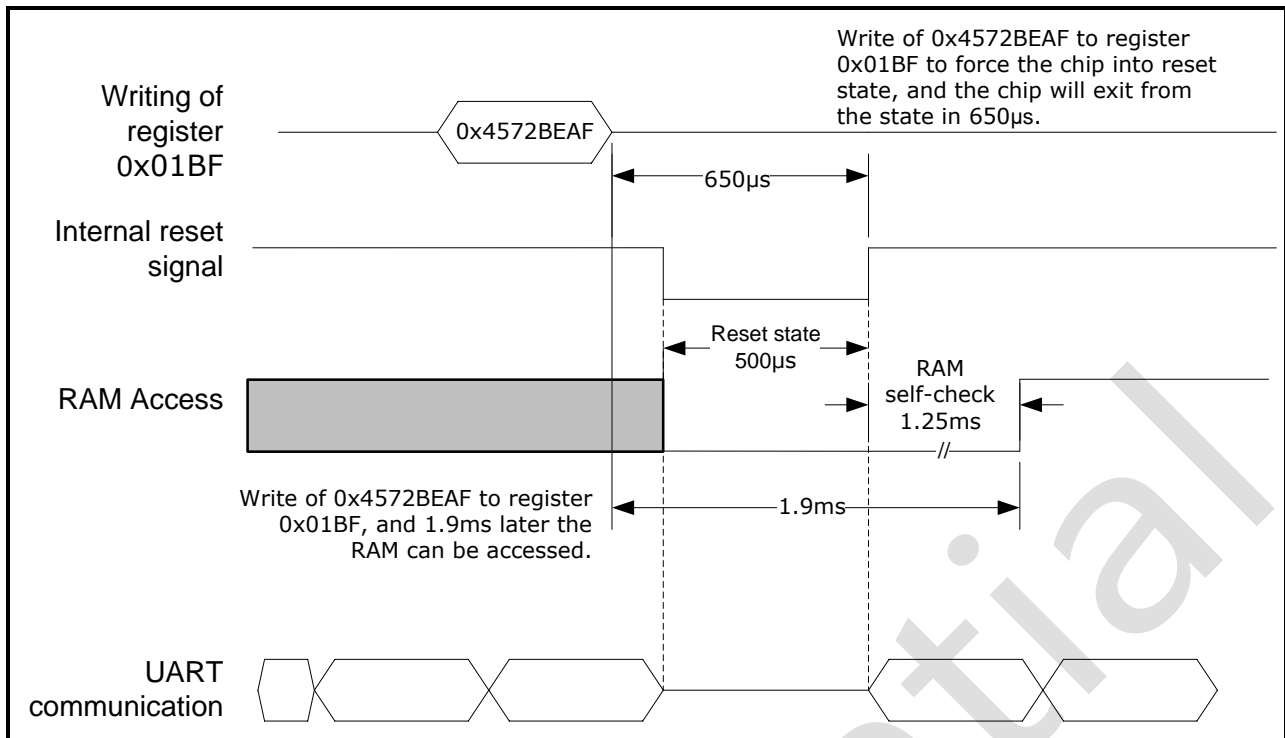 Write of 0x4572BEAF to register
0x01BF to force the chip into reset
state, and the chip will exit from
the state in 650µs.
Writing of
register
0x01BF
0x4572BEAF
650µs
Internal reset
signal
Reset state
500µs
RAM
self-check
1.25ms
RAM Access
//
Write of 0x4572BEAF to register
0x01BF, and 1.9ms later the
RAM can be accessed.
1.9ms
UART
communication
tial